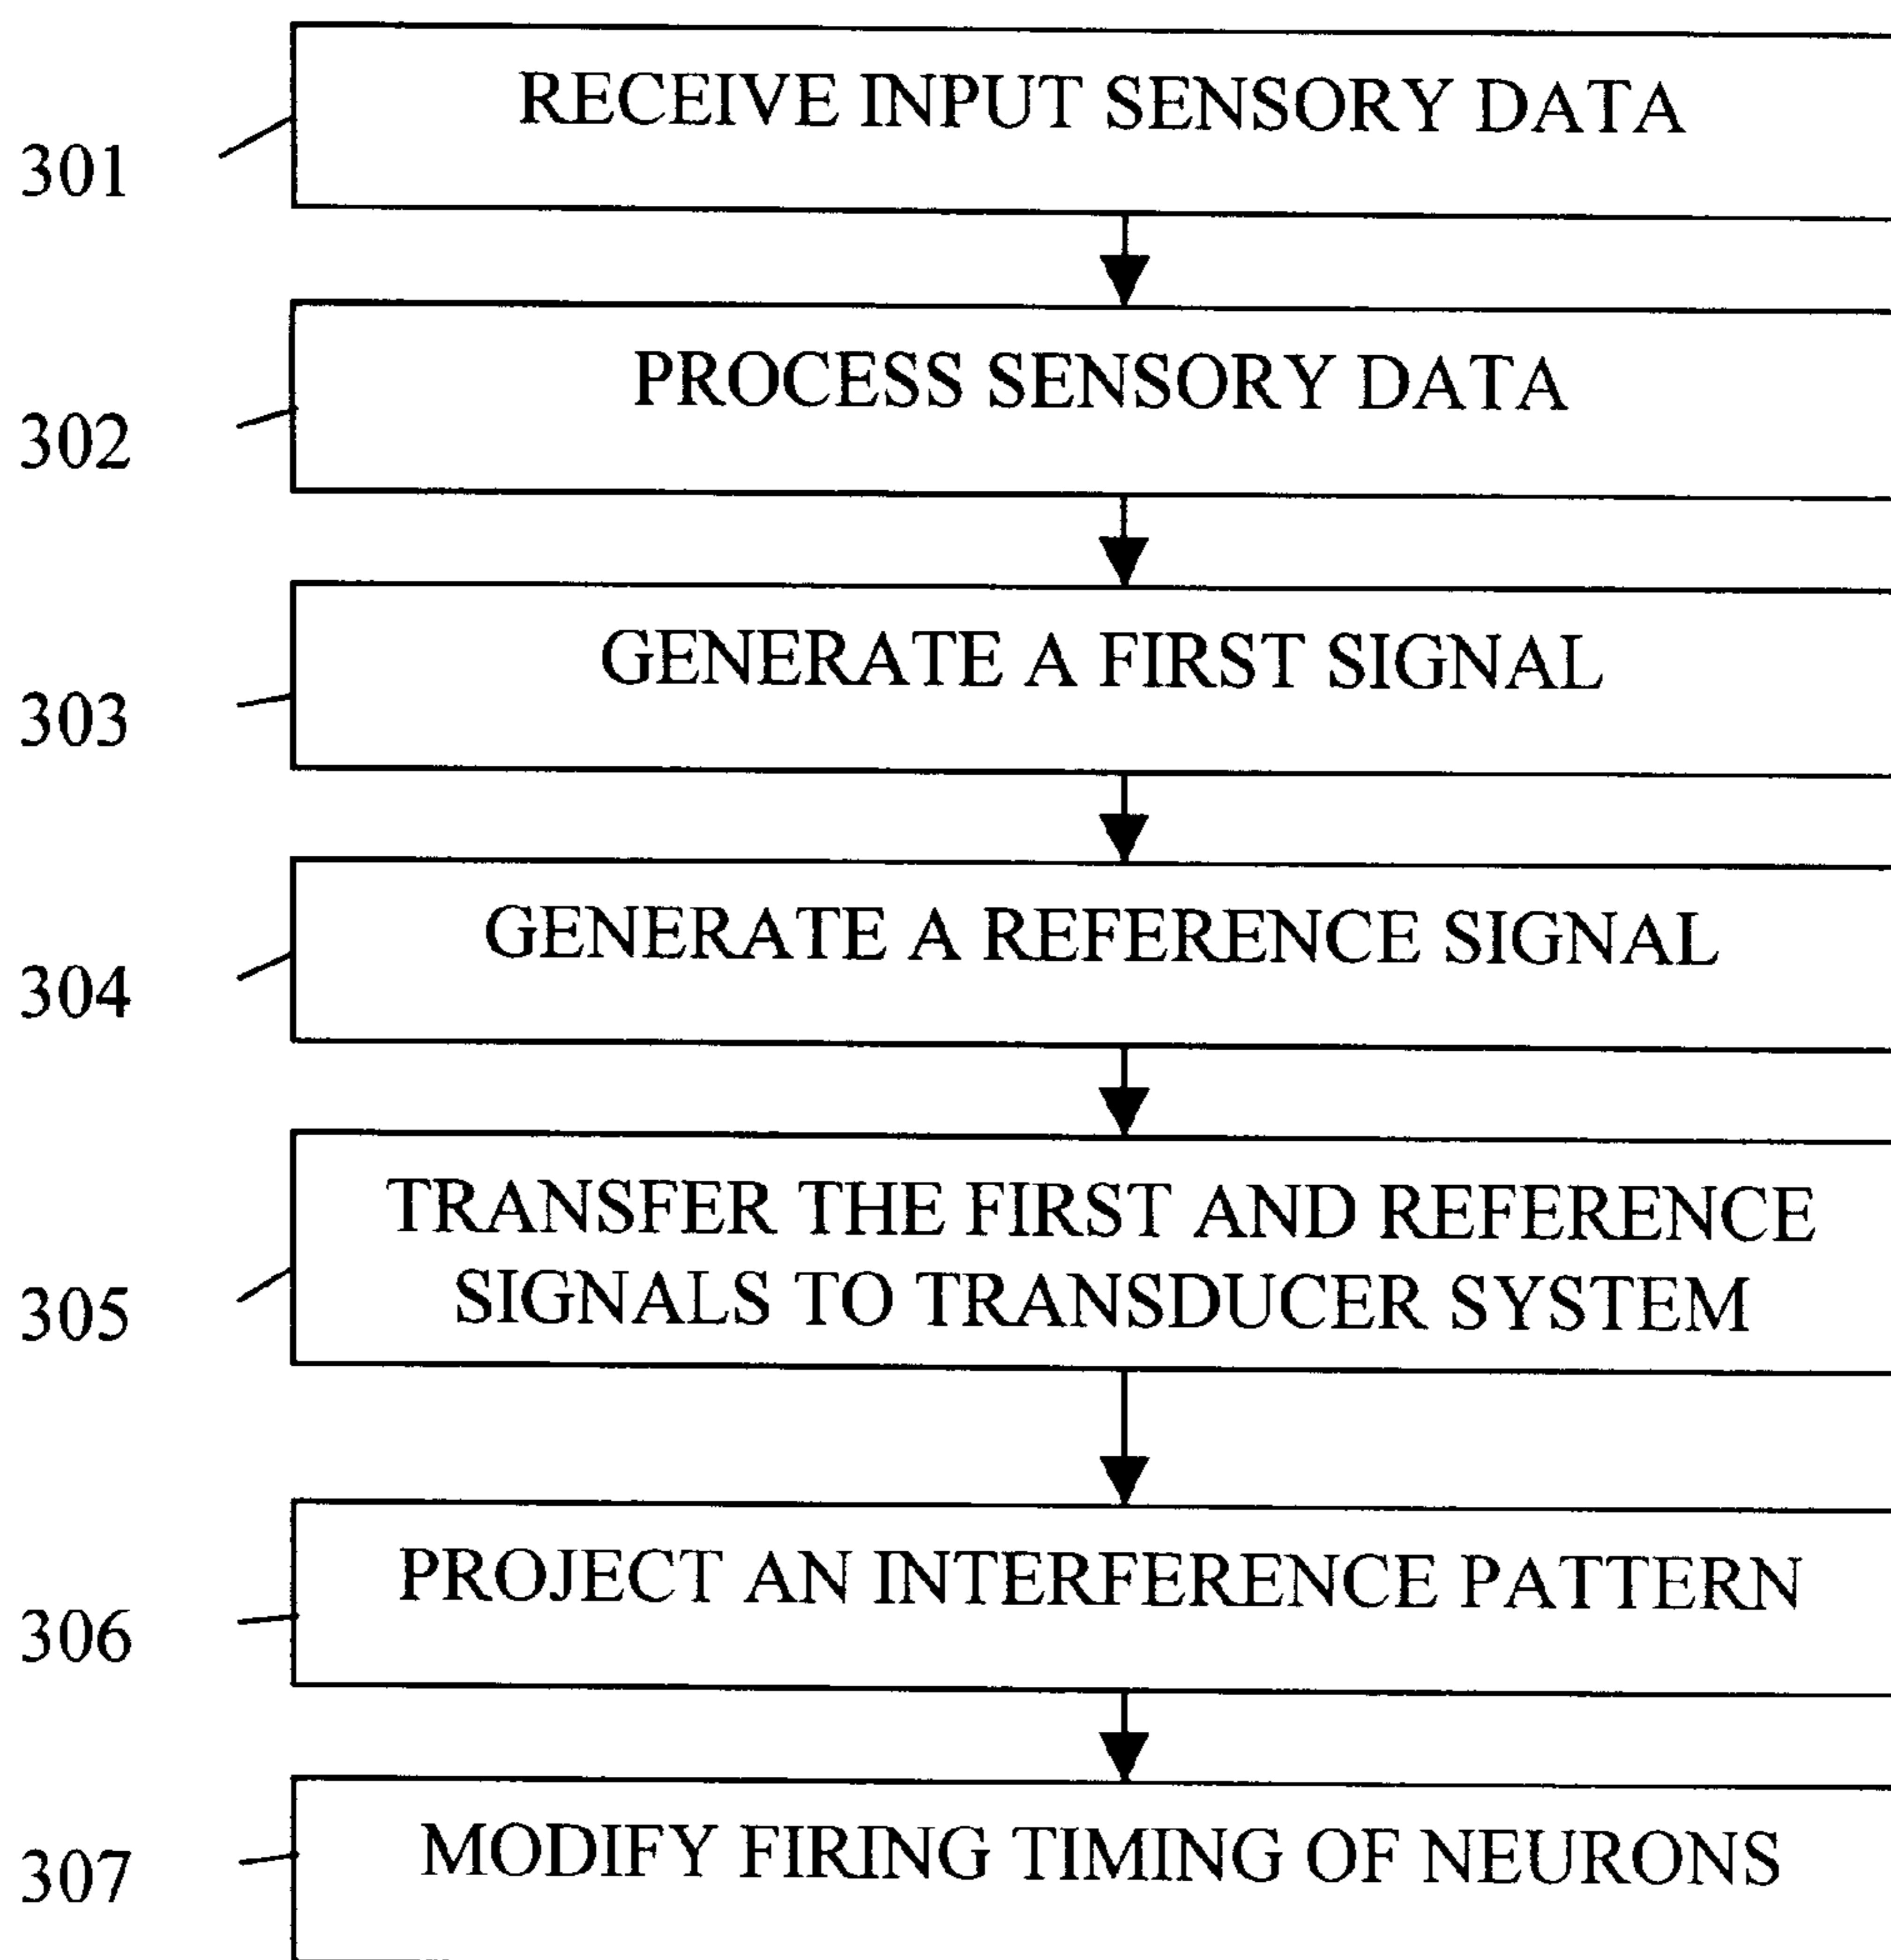 301 RECEIVE INPUT SENSORY DATA
302 PROCESS SENSORY DATA
303 GENERATE A FIRST SIGNAL
304 GENERATE A REFERENCE SIGNAL
305 TRANSFER THE FIRST AND REFERENCE
SIGNALS TO TRANSDUCER SYSTEM
306 PROJECT AN INTERFERENCE PATTERN
307 MODIFY FIRING TIMING OF NEURONS